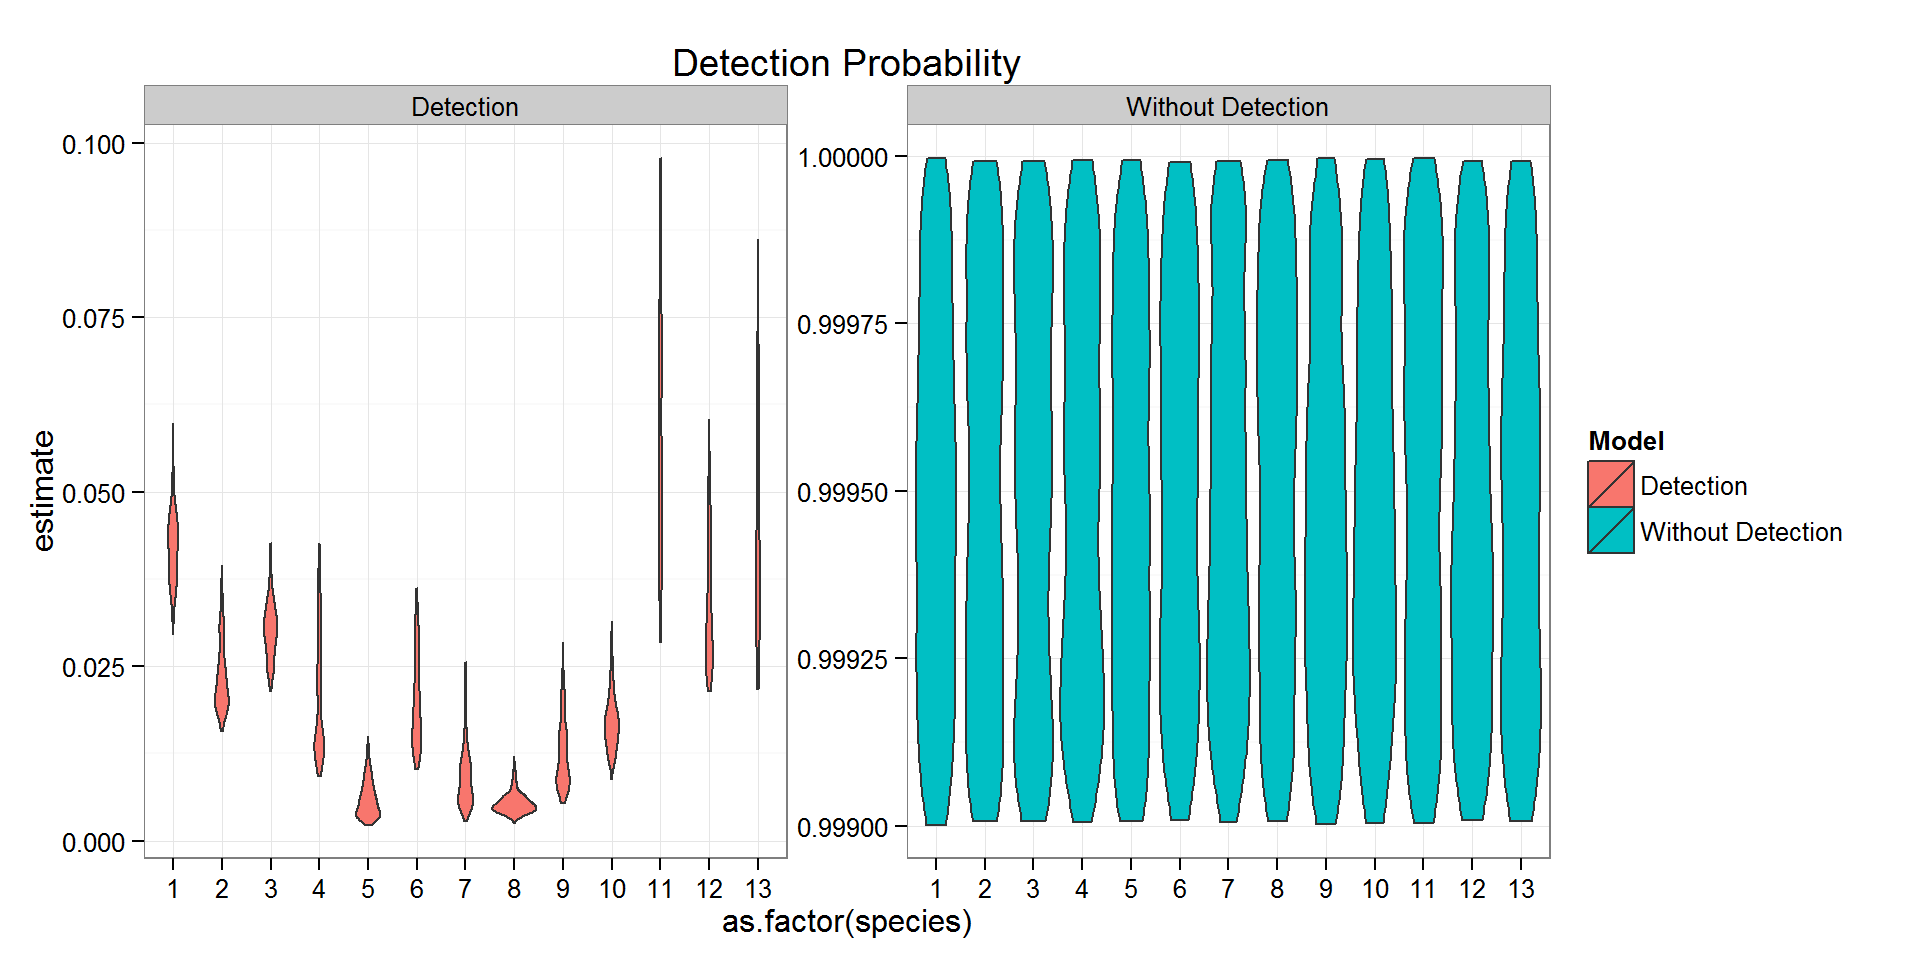 Detection Probability
Detection
Without Detection
estimate
0.100
0.075
0.050
0.025
0.000
1 2 3 4 5 6 7 8 9 10 11 12 13
1.00000
0.99975
0.99950
0.99925
0.99900
1 2 3 4 5 6 7 8 9 10 11 12 13
as.factor(species)
Model
Detection
Without Detection